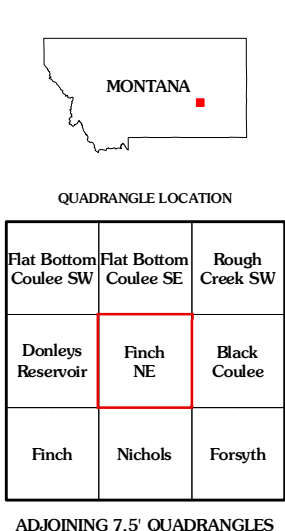 MONTANA
QUADRANGLE LOCATION
Flat Bottom
Coulee SW
Flat Bottom
Coulee SE
Rough
Creek SW
Donleys
Reservoir
Finch
NE
Black
Coulee
Finch
Nichols
Forsyth
ADJOINING 7.5' QUADRANGLES